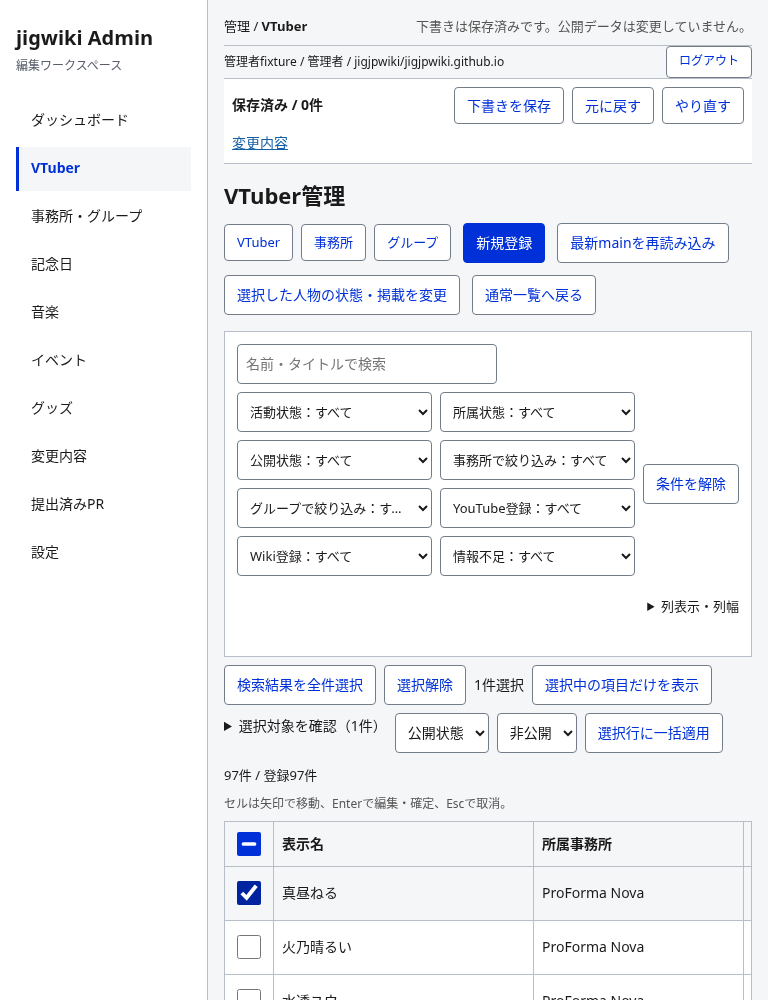 jigwiki Admin
編集ワークスペース
ダッシュボード
VTuber
事務所・グループ
記念日
音楽
イベント
グッズ
変更内容
提出済みPR
設定
管理 / VTuber
下書きは保存済みです。公開データは変更していません。
管理者fixture / 管理者 / jigjpwiki/jigjpwiki.github.io
ログアウト
保存済み / 0件
下書きを保存
元に戻す
やり直す
変更内容
VTuber管理
VTuber
事務所
グループ
新規登録
最新mainを再読み込み
選択した人物の状態・掲載を変更
通常一覧へ戻る
名前・タイトルで検索
活動状態：すべて
所属状態：すべて
公開状態：すべて
事務所で絞り込み：すべて
グループで絞り込み：す...
YouTube登録：すべて
Wiki登録：すべて
情報不足：すべて
条件を解除
列表示・列幅
検索結果を全件選択
選択解除
1件選択
選択中の項目だけを表示
選択対象を確認（1件）
公開状態
非公開
選択行に一括適用
97件 / 登録97件
セルは矢印で移動、Enterで編集・確定、Escで取消。
表示名
所属事務所
真昼ねる
ProForma Nova
火乃晴るい
ProForma Nova